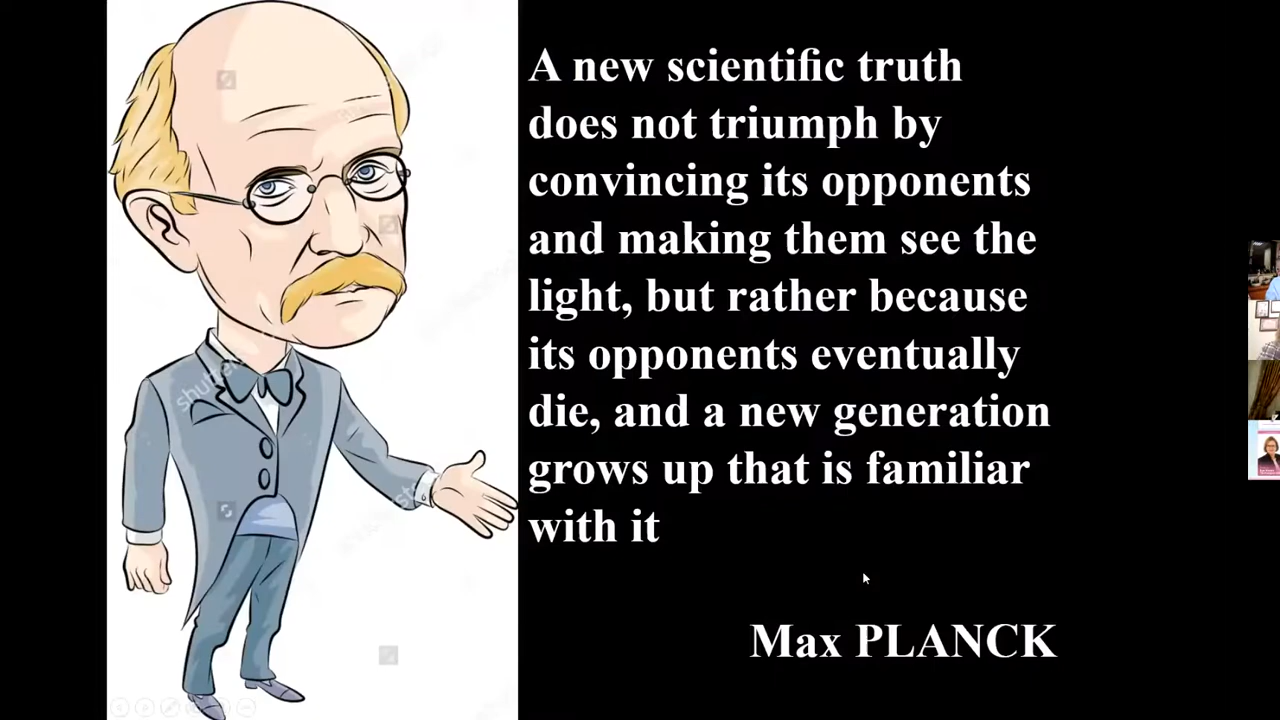 A new scientific truth
does not triumph by
convincing its opponents
and making them see the
light, but rather because
its opponents eventually
die, and a new generation
grows up that is familiar
with it
Max PLANCK